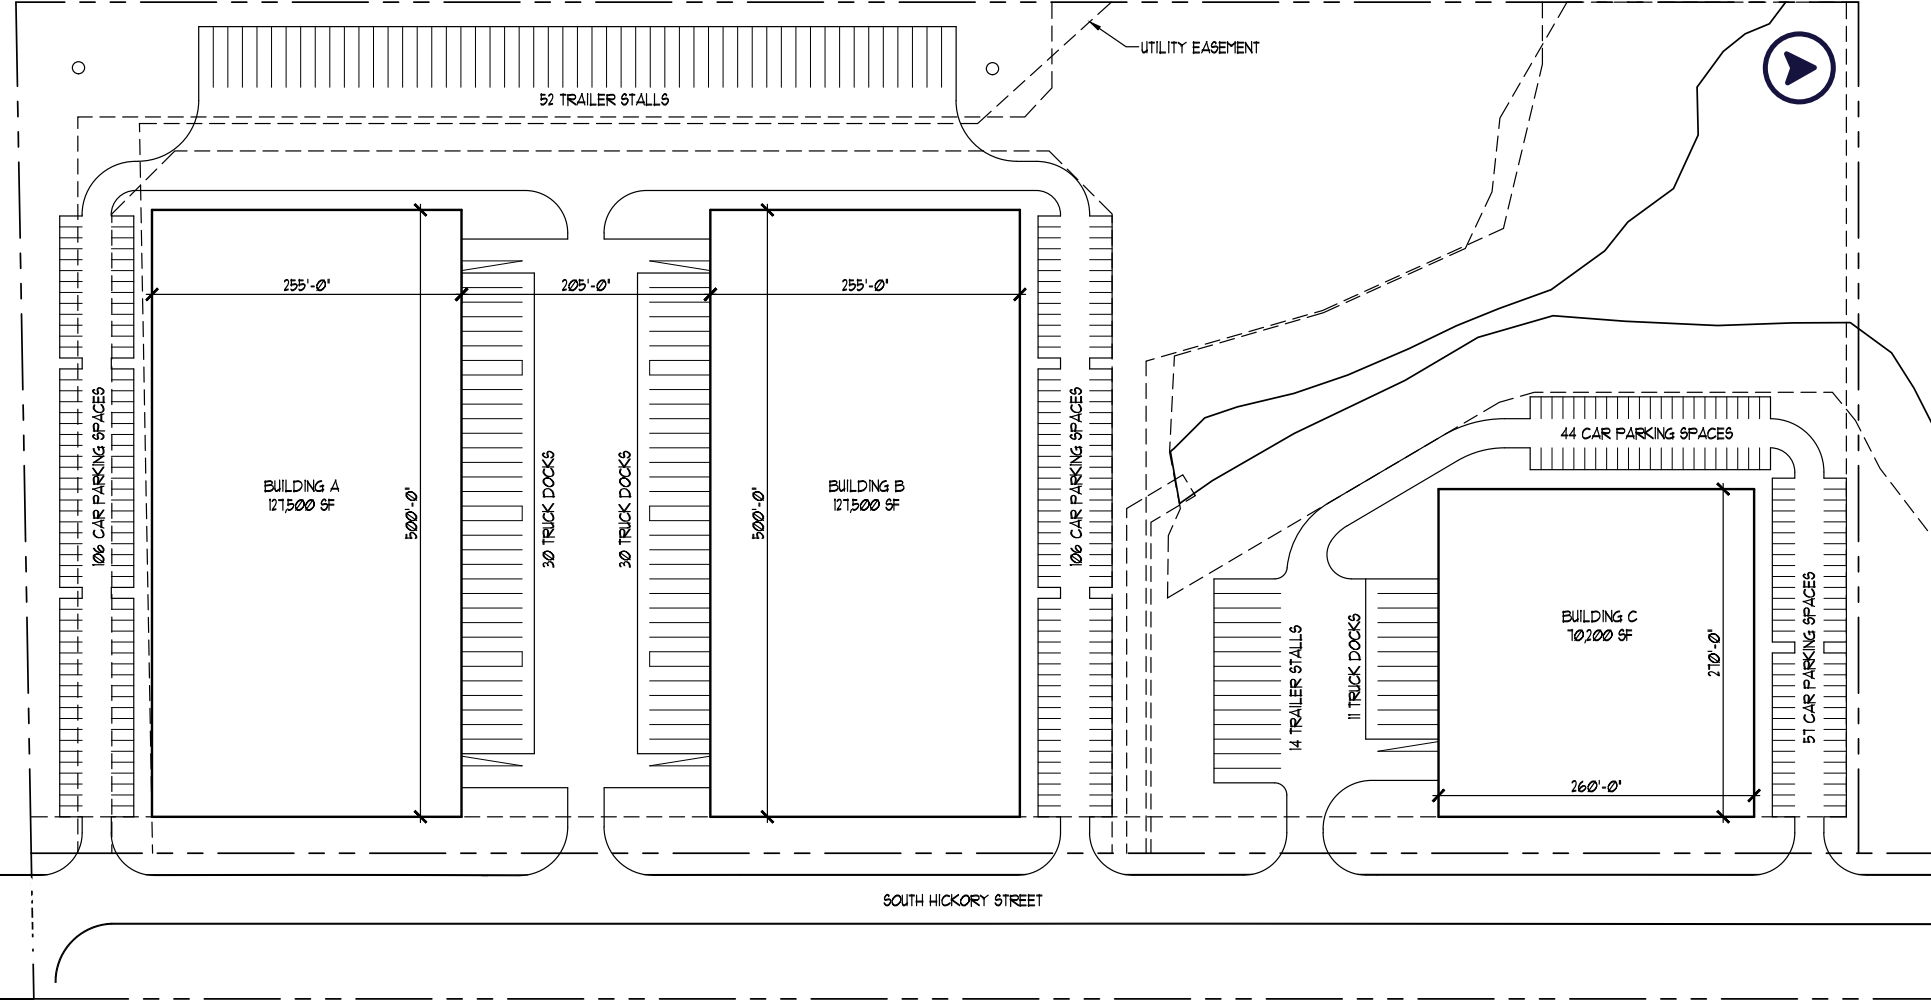 UTILITY EASEMENT
52 TRAILER STALLS
255'-0"
205'-0"
255'-0"
106 CAR PARKING SPACES
BUILDING A
127,500 SF
500'-0"
30 TRUCK DOCKS
30 TRUCK DOCKS
500'-0"
BUILDING B
127,500 SF
106 CAR PARKING SPACES
44 CAR PARKING SPACES
14 TRAILER STALLS
11 TRUCK DOCKS
BUILDING C
70,200 SF
270'-0"
57 CAR PARKING SPACES
260'-0"
SOUTH HICKORY STREET